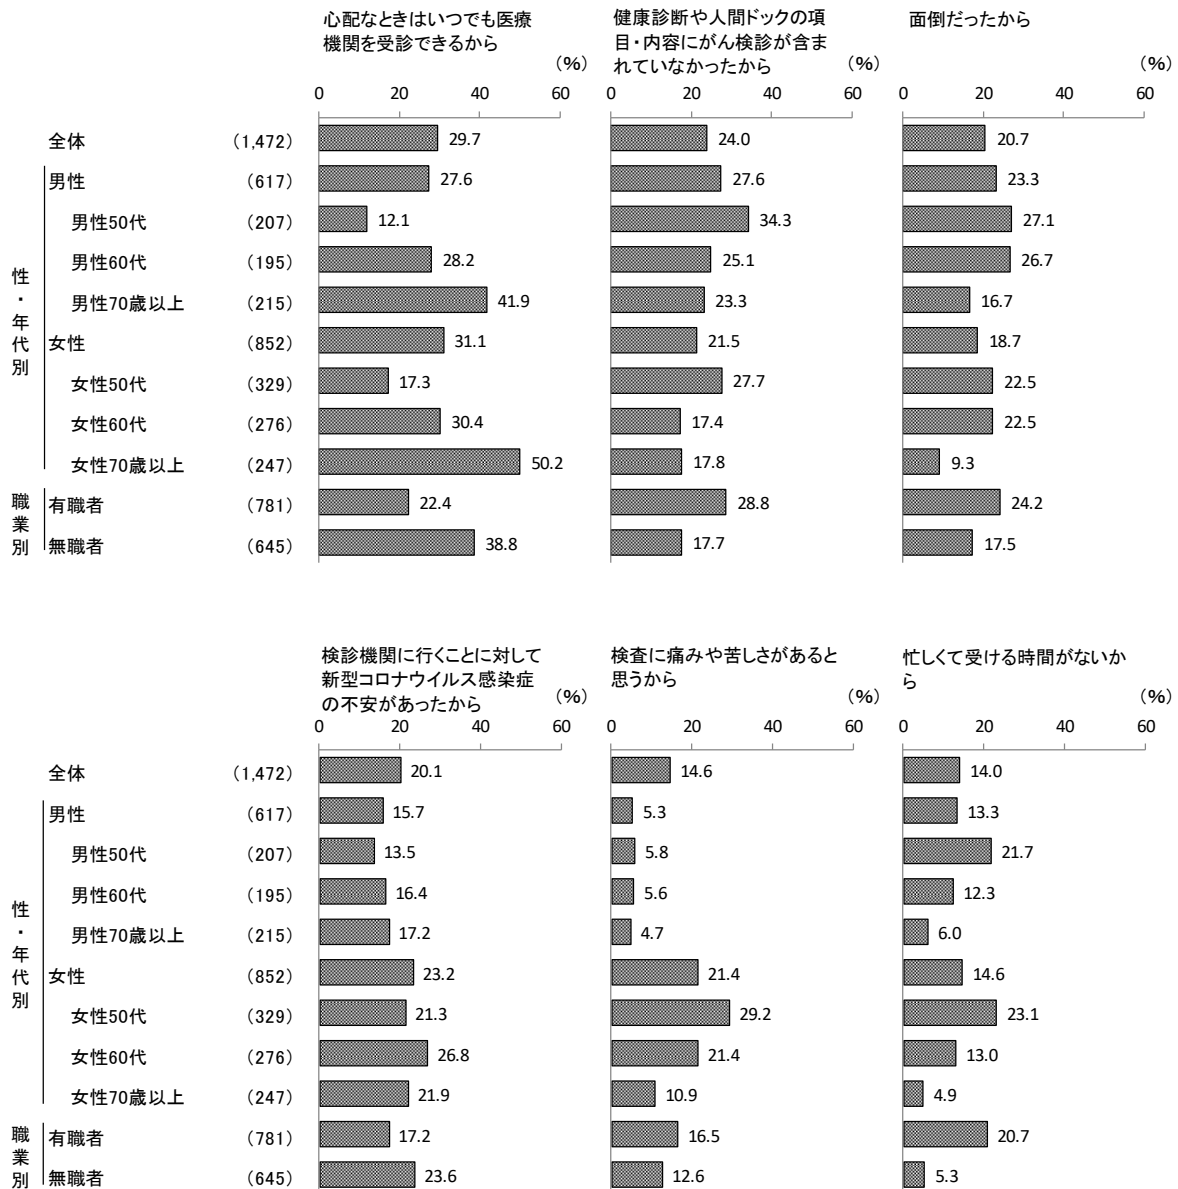 心配なときはいつでも医療
機関を受診できるから
(%)
健康診断や人間ドックの項
目・内容にがん検診が含ま
れていなかったから
(%)
面倒だったから
(%)
0 20 40 60 0 20 40 60 0 20 40 60
全体 (1,472) 29.7 24.0 20.7
男性 (617) 27.6 27.6 23.3
男性50代 (207) 12.1 34.3 27.1
男性60代 (195) 28.2 25.1 26.7
男性70歳以上 (215) 41.9 23.3 16.7
女性 (852) 31.1 21.5 18.7
女性50代 (329) 17.3 27.7 22.5
女性60代 (276) 30.4 17.4 22.5
女性70歳以上 (247) 50.2 17.8 9.3
有職者 (781) 22.4 28.8 24.2
無職者 (645) 38.8 17.7 17.5
性・年代別
職業別
検診機関に行くことに対して
新型コロナウイルス感染症
の不安があったから
(%)
検査に痛みや苦しさがあると
思うから
(%)
忙しくて受ける時間がないか
ら
(%)
0 20 40 60 0 20 40 60 0 20 40 60
全体 (1,472) 20.1 14.6 14.0
男性 (617) 15.7 5.3 13.3
男性50代 (207) 13.5 5.8 21.7
男性60代 (195) 16.4 5.6 12.3
男性70歳以上 (215) 17.2 4.7 6.0
女性 (852) 23.2 21.4 14.6
女性50代 (329) 21.3 29.2 23.1
女性60代 (276) 26.8 21.4 13.0
女性70歳以上 (247) 21.9 10.9 4.9
有職者 (781) 17.2 16.5 20.7
無職者 (645) 23.6 12.6 5.3
性・年代別
職業別